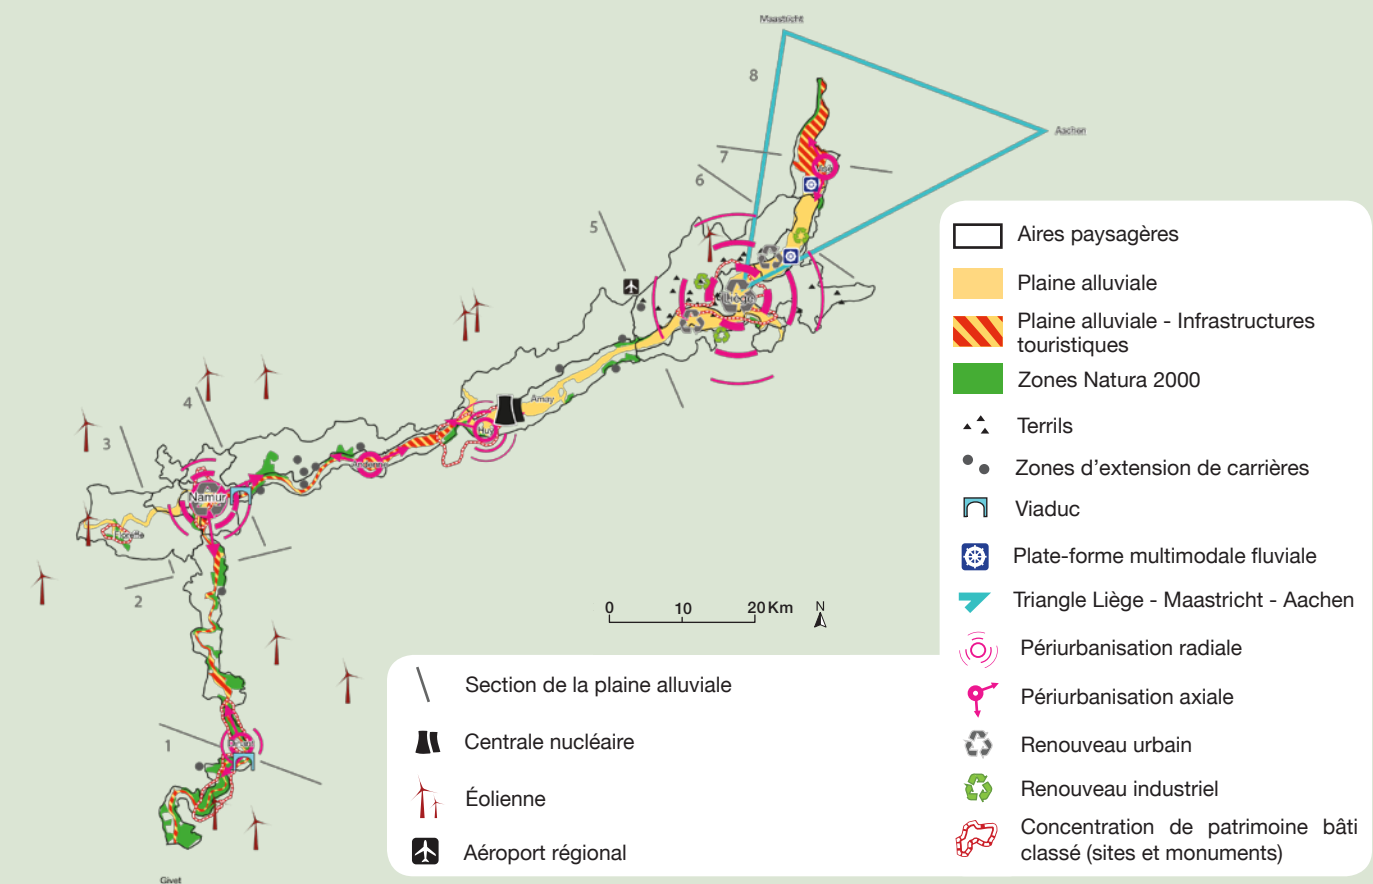 Maastricht
8
Aachen
7
6
5
Liège
4
Amay
Huy
3
Andenne
Namur
Floreffe
2
1
Givet
0 10 20 Km
N
Section de la plaine alluviale
Centrale nucléaire
Éolienne
Aéroport régional
Aires paysagères
Plaine alluviale
Plaine alluviale - Infrastructures
touristiques
Zones Natura 2000
Terrils
Zones d’extension de carrières
Viaduc
Plate-forme multimodale fluviale
Triangle Liège - Maastricht - Aachen
Périurbanisation radiale
Périurbanisation axiale
Renouveau urbain
Renouveau industriel
Concentration de patrimoine bâti
classé (sites et monuments)